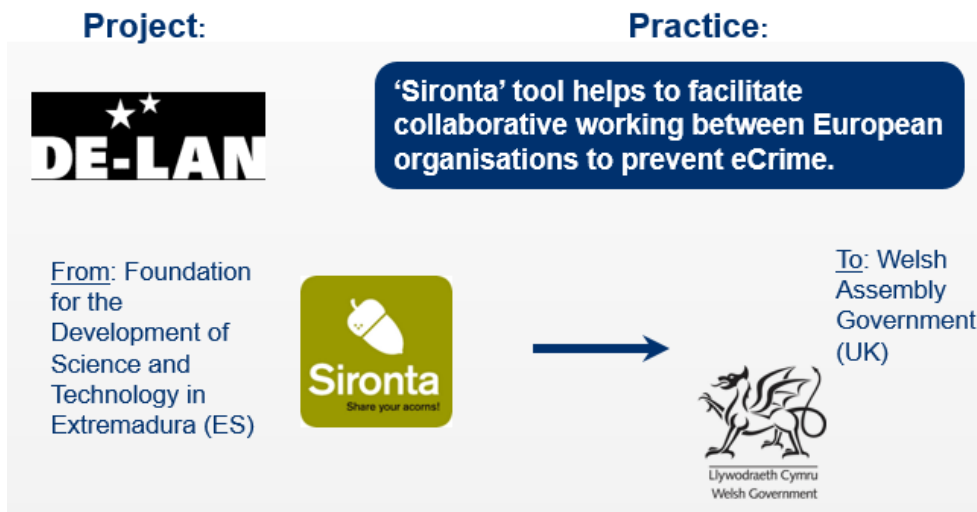 Project:
Practice:
DE-LAN
‘Sironta’ tool helps to facilitate
collaborative working between European
organisations to prevent eCrime.
From: Foundation
for the
Development of
Science and
Technology in
Extremadura (ES)
Sironta
Share your acorns!
To: Welsh
Assembly
Government
(UK)
Llywodraeth Cymru
Welsh Government